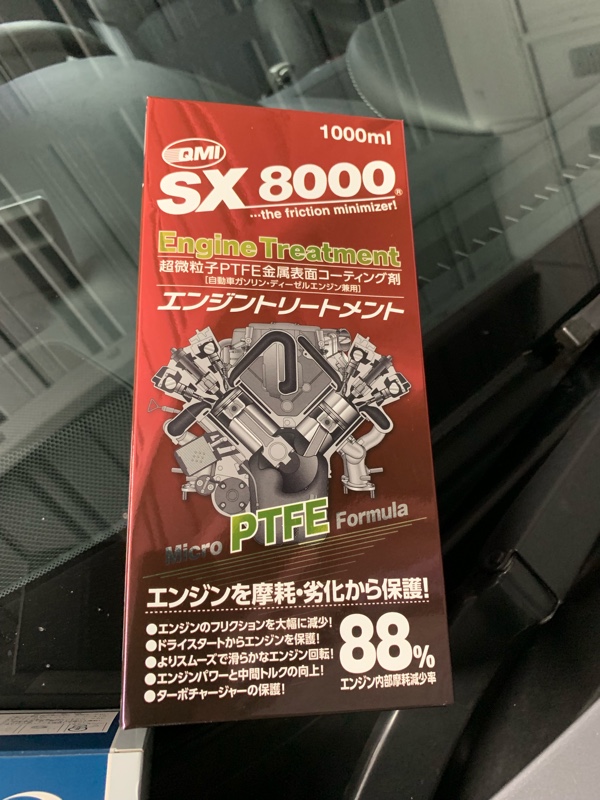 1000ml
QMI
SX 8000®
...the friction minimizer!
Engine Treatment
超微粒子PTFE金属表面コーティング剤
[自動車ガソリン・ディーゼルエンジン兼用]
エンジントリートメント
Micro PTFE Formula
エンジンを摩耗・劣化から保護!
●エンジンのフリクションを大幅に減少!
●ドライスタートからエンジンを保護!
●よりスムーズで滑らかなエンジン回転!
●エンジンパワーと中間トルクの向上!
●ターボチャージャーの保護!
88%
エンジン内部摩耗減少率